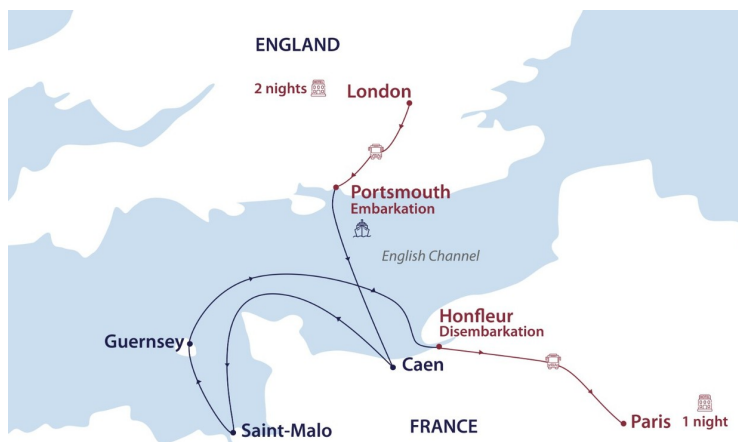 ENGLAND
2 nights
London
Portsmouth
Embarkation
English Channel
Honfleur
Disembarkation
Guernsey
Caen
Saint-Malo
FRANCE
Paris
1 night